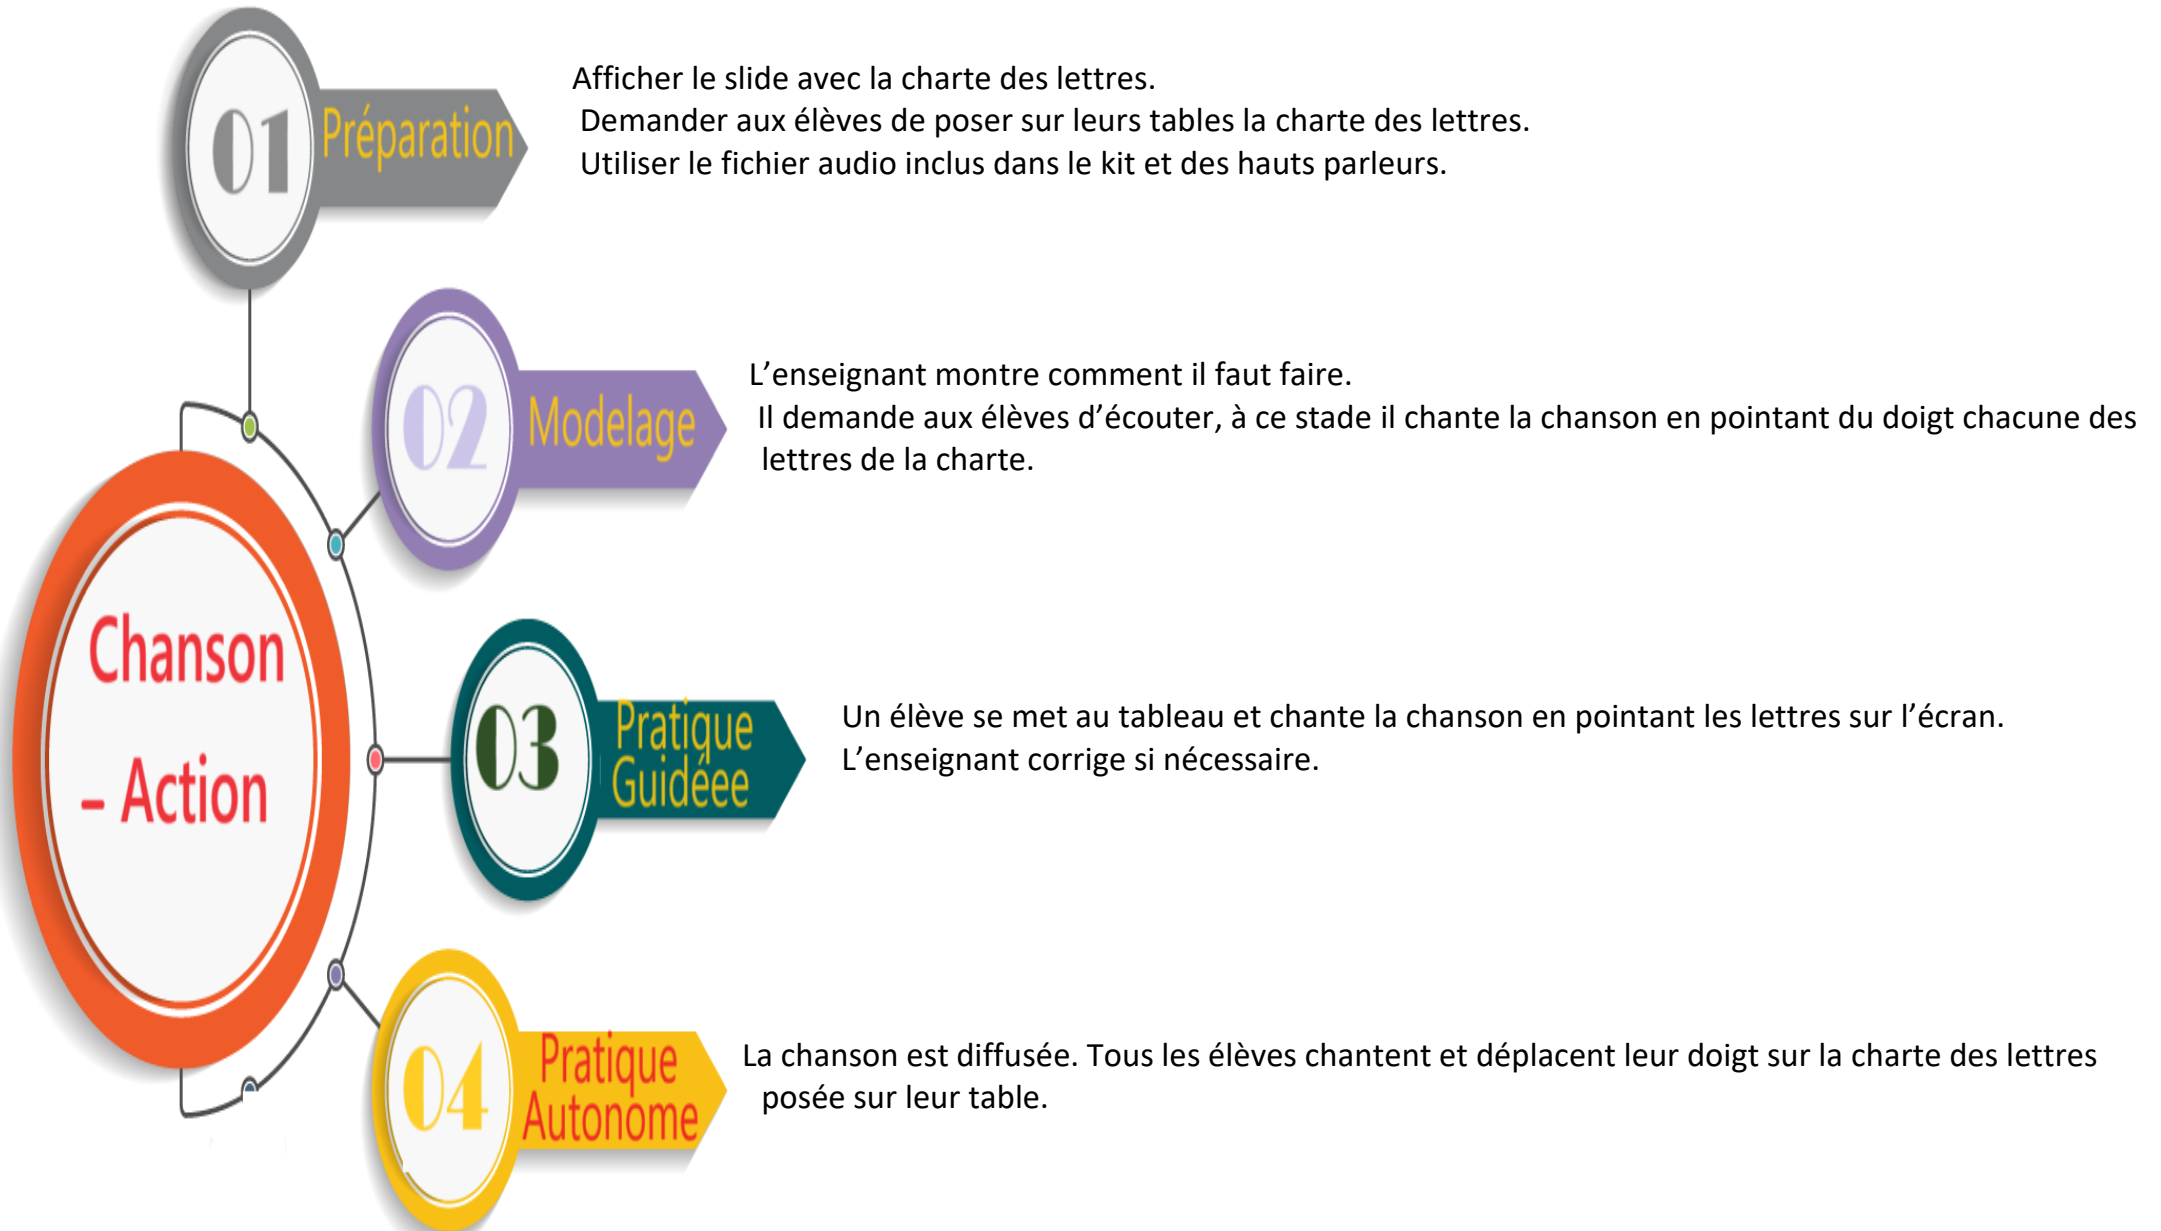 01
Préparation
Afficher le slide avec la charte des lettres.
Demander aux élèves de poser sur leurs tables la charte des lettres.
Utiliser le fichier audio inclus dans le kit et des hauts parleurs.
02
Modelage
L’enseignant montre comment il faut faire.
Il demande aux élèves d’écouter, à ce stade il chante la chanson en pointant du doigt chacune des
lettres de la charte.
Chanson
– Action
03
Pratique
Guidéee
Un élève se met au tableau et chante la chanson en pointant les lettres sur l’écran.
L’enseignant corrige si nécessaire.
04
Pratique
Autonome
La chanson est diffusée. Tous les élèves chantent et déplacent leur doigt sur la charte des lettres
posée sur leur table.